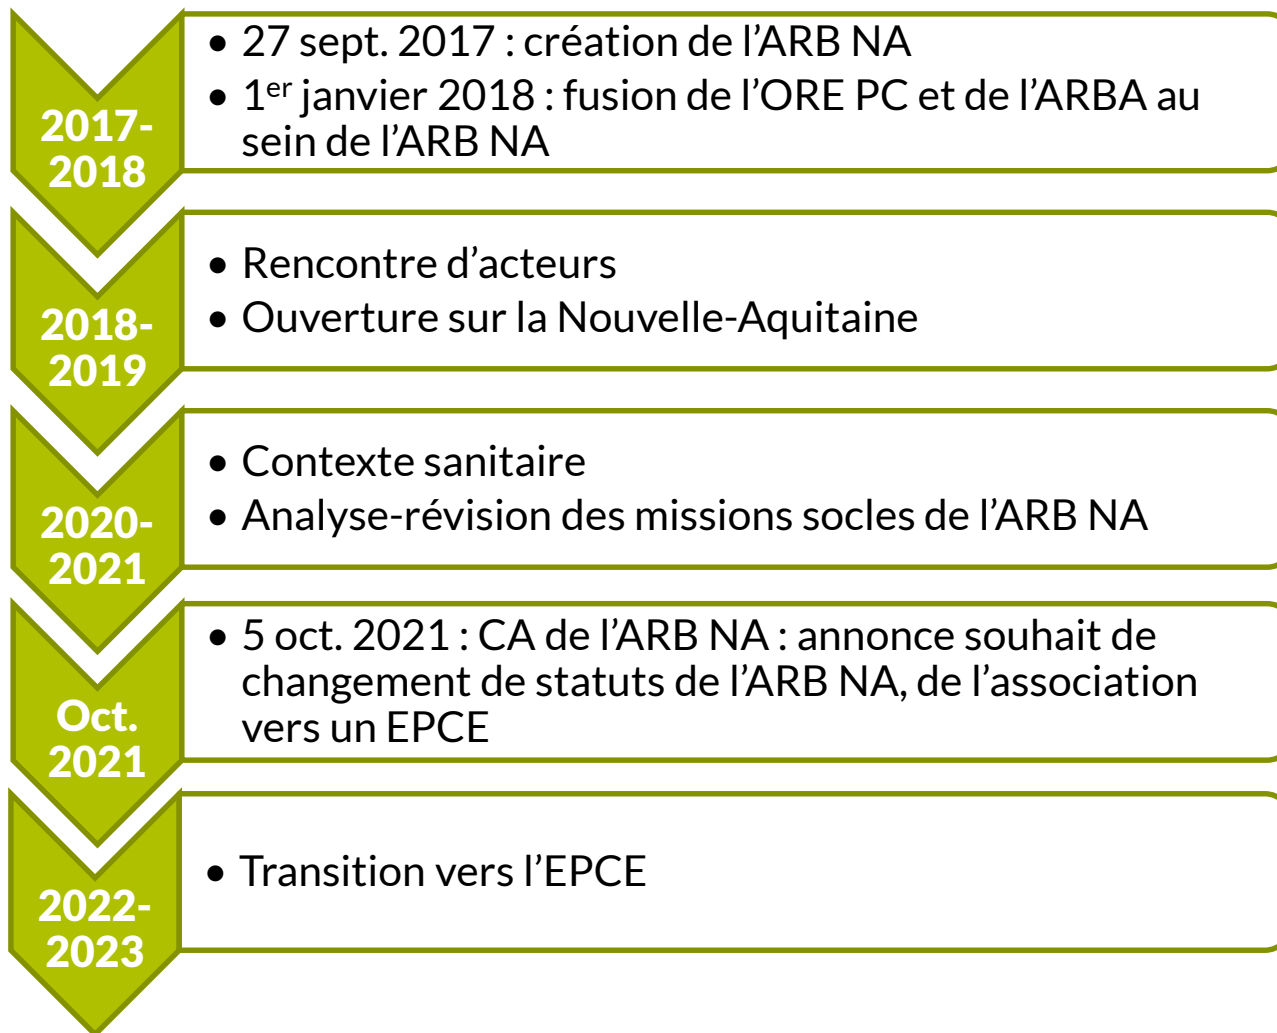 2017-
2018
• 27 sept. 2017 : création de l’ARB NA
• 1er janvier 2018 : fusion de l’ORE PC et de l’ARBA au
sein de l’ARB NA
2018-
2019
• Rencontre d’acteurs
• Ouverture sur la Nouvelle-Aquitaine
2020-
2021
• Contexte sanitaire
• Analyse-révision des missions socles de l’ARB NA
Oct.
2021
• 5 oct. 2021 : CA de l’ARB NA : annonce souhait de
changement de statuts de l’ARB NA, de l’association
vers un EPCE
2022-
2023
• Transition vers l’EPCE